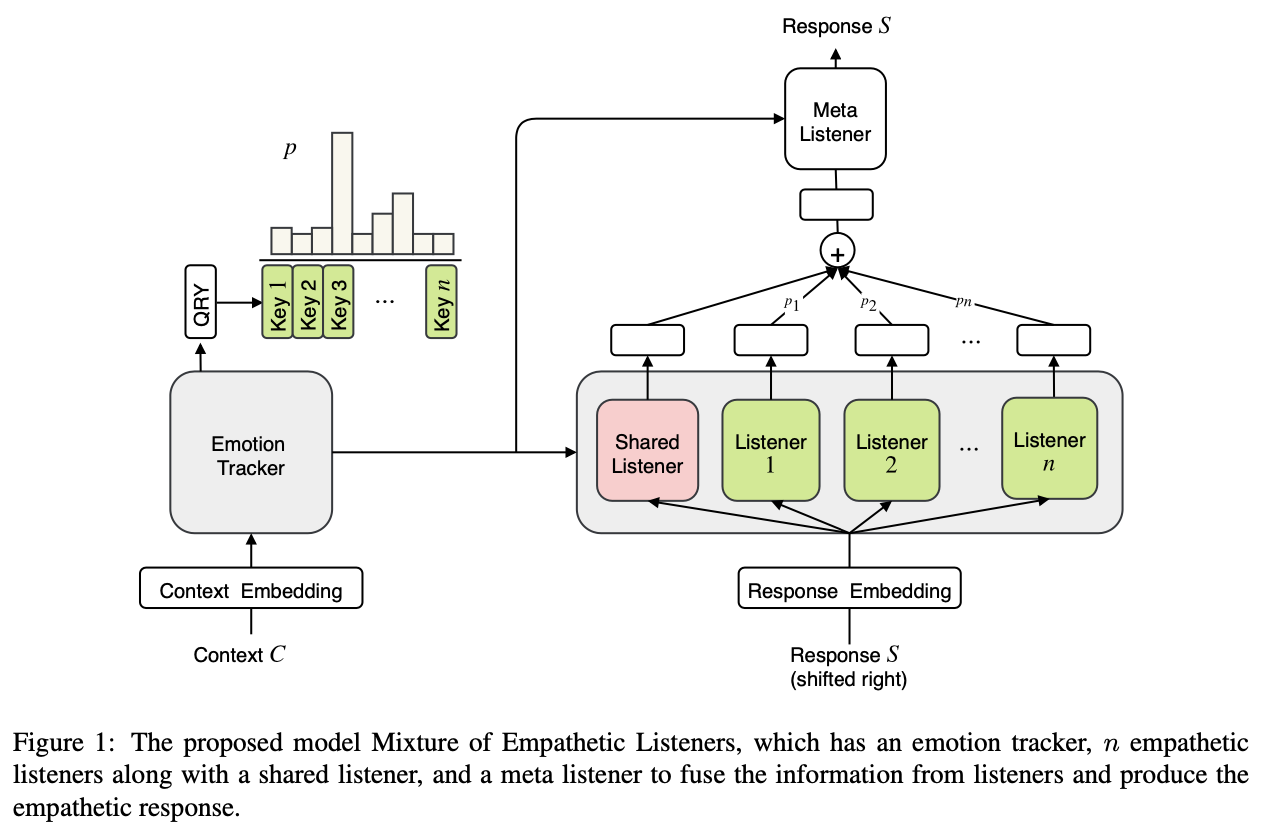 Response S
Meta
Listener
p
+
QRY
Key 1
Key 2
Key 3
...
Key n
p1
p2
pn
...
Emotion
Tracker
Shared
Listener
Listener
1
Listener
2
...
Listener
n
Context Embedding
Response Embedding
Context C
Response S
(shifted right)
Figure 1: The proposed model Mixture of Empathetic Listeners, which has an emotion tracker, n empathetic
listeners along with a shared listener, and a meta listener to fuse the information from listeners and produce the
empathetic response.